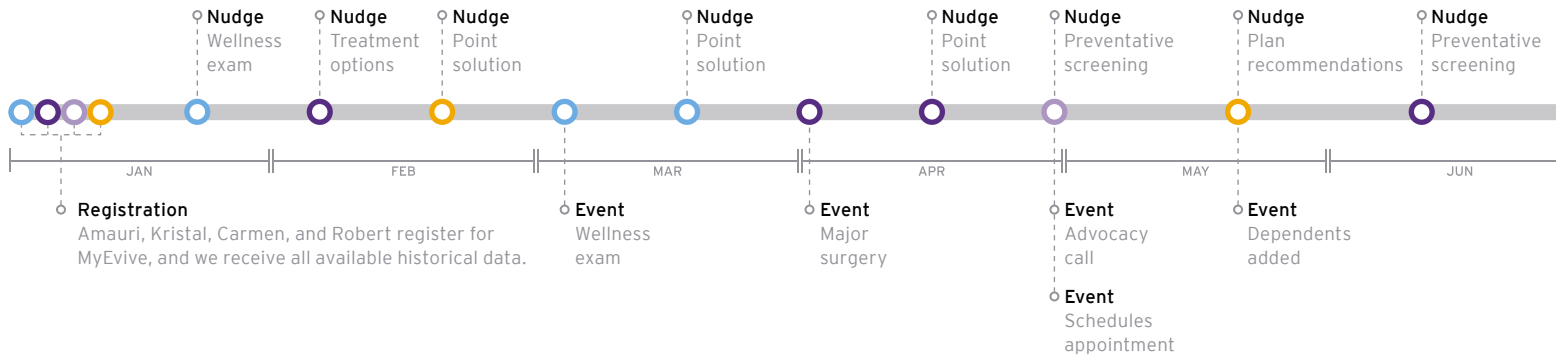 Nudge
Wellness
exam
Nudge
Treatment
options
Nudge
Point
solution
Nudge
Point
solution
Nudge
Point
solution
Nudge
Preventative
screening
Nudge
Plan
recommendations
Nudge
Preventative
screening
JAN
FEB
MAR
APR
MAY
JUN
Registration
Amauri, Kristal, Carmen, and Robert register for
MyEvive, and we receive all available historical data.
Event
Wellness
exam
Event
Major
surgery
Event
Advocacy
call
Event
Schedules
appointment
Event
Dependents
added